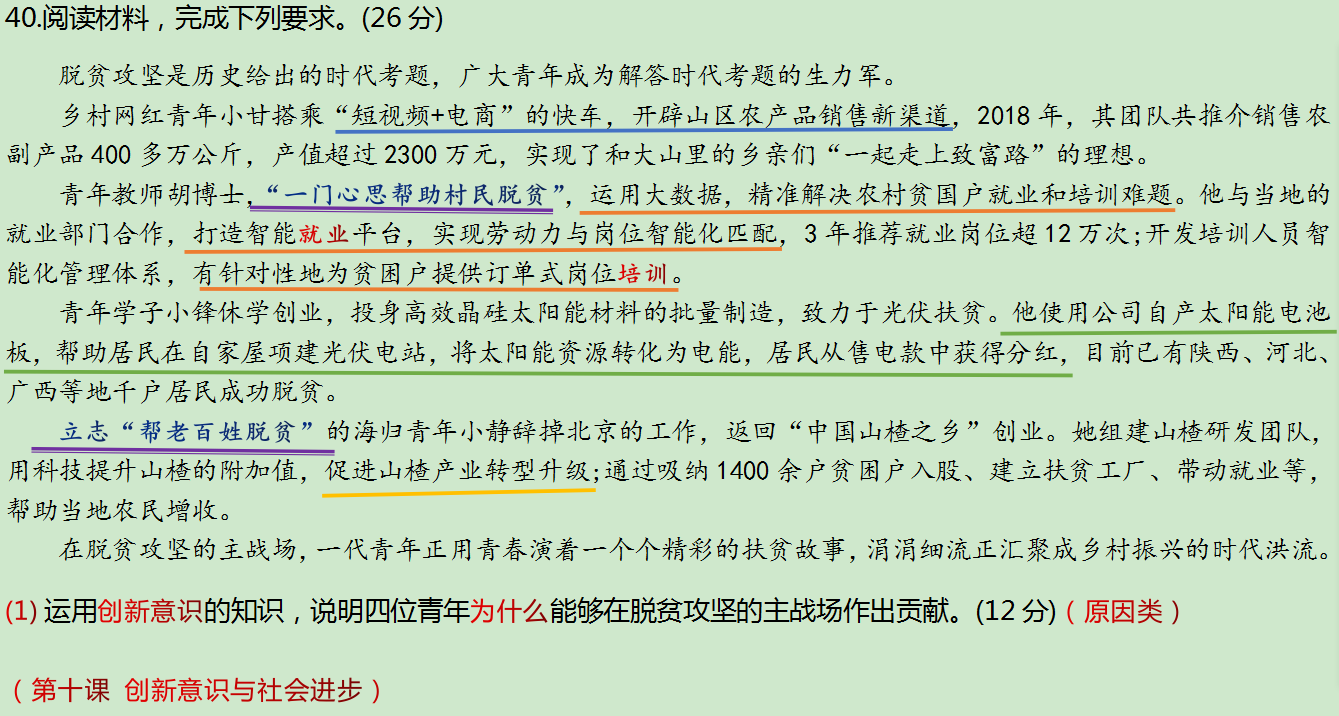 40.阅读材料，完成下列要求。(26分)
脱贫攻坚是历史给出的时代考题，广大青年成为解答时代考题的生力军。
乡村网红青年小甘搭乘“短视频+电商”的快车，开辟山区农产品销售新渠道，2018年，其团队共推介销售农
副产品400多万公斤，产值超过2300万元，实现了和大山里的乡亲们“一起走上致富路”的理想。
青年教师胡博士，“一门心思帮助村民脱贫”，运用大数据，精准解决农村贫国户就业和培训难题。他与当地的
就业部门合作，打造智能就业平台，实现劳动力与岗位智能化匹配，3年推荐就业岗位超12万次;开发培训人员智
能化管理体系，有针对性地为贫困户提供订单式岗位培训。
青年学子小锋休学创业，投身高效晶硅太阳能材料的批量制造，致力于光伏扶贫。他使用公司自产太阳能电池
板，帮助居民在自家屋项建光伏电站，将太阳能资源转化为电能，居民从售电款中获得分红，目前已有陕西、河北、
广西等地千户居民成功脱贫。
立志“帮老百姓脱贫”的海归青年小静辞掉北京的工作，返回“中国山楂之乡”创业。她组建山楂研发团队，
用科技提升山楂的附加值，促进山楂产业转型升级;通过吸纳1400余户贫困户入股、建立扶贫工厂、带动就业等，
帮助当地农民增收。
在脱贫攻坚的主战场，一代青年正用青春演着一个个精彩的扶贫故事，涓涓细流正汇聚成乡村振兴的时代洪流。
(1) 运用创新意识的知识，说明四位青年为什么能够在脱贫攻坚的主战场作出贡献。(12分)（原因类）
（第十课 创新意识与社会进步）